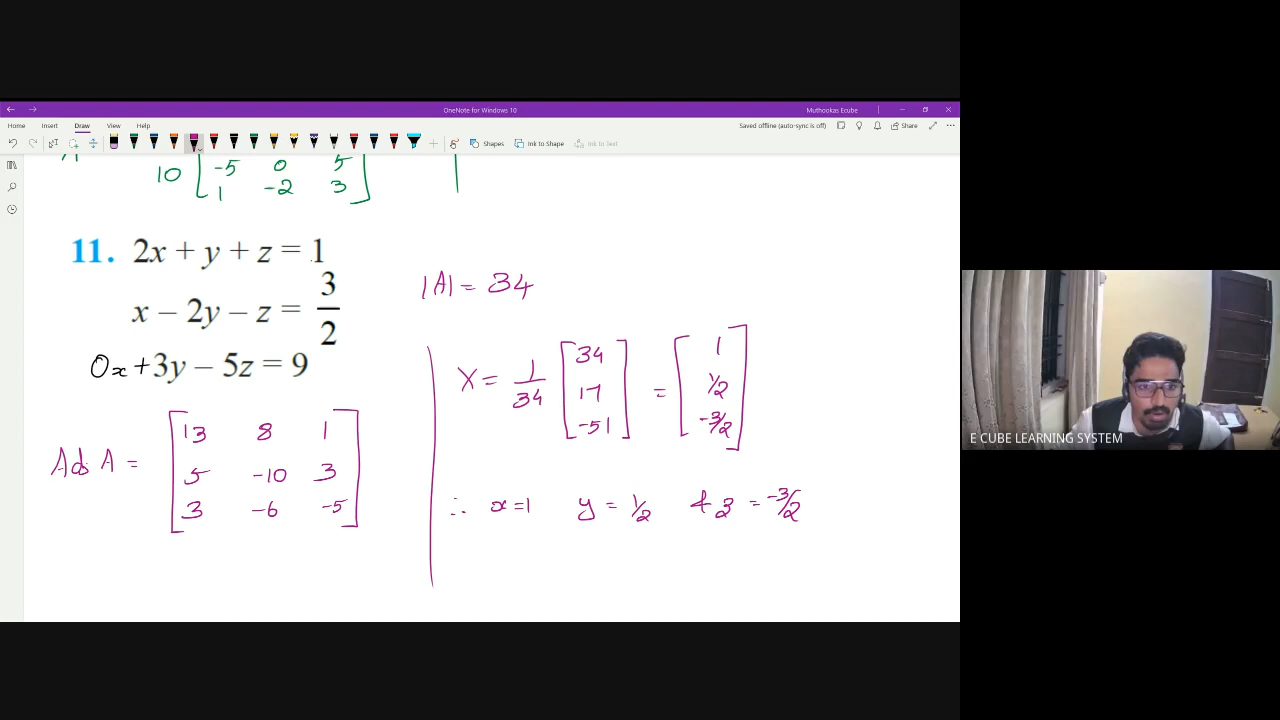 OneNote for Windows 10
Muthookas Ecube
Home Insert Draw View Help
Saved offline (auto-sync is off) Share
Shapes Ink to Shape Ink to Text
10 [ -5 0 5
1 -2 3 ]
11. 2x + y + z = 1
x − 2y − z = 3/2
0x + 3y − 5z = 9
Adj A = [ 13 8 1
5 -10 3
3 -6 -5 ]
|A| = 34
X = 1/34 [ 34 17 -51 ] = [ 1 1/2 -3/2 ]
∴ x = 1 y = 1/2 & z = -3/2
E CUBE LEARNING SYSTEM